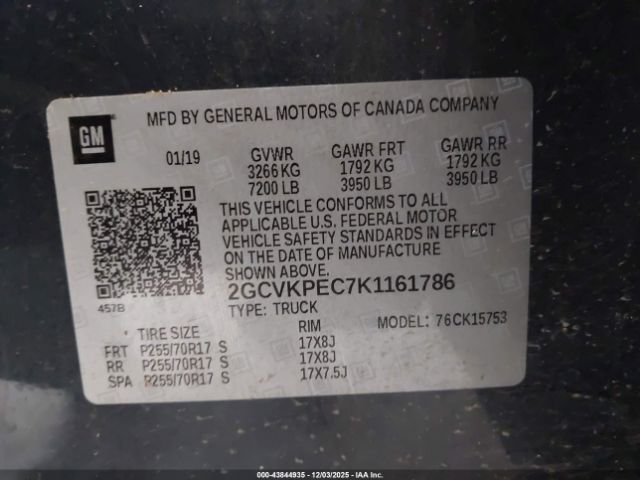 GM
MFD BY GENERAL MOTORS OF CANADA COMPANY
01/19 GVWR GAWR FRT GAWR RR
3266 KG 1792 KG 1792 KG
7200 LB 3950 LB 3950 LB
THIS VEHICLE CONFORMS TO ALL
APPLICABLE U.S. FEDERAL MOTOR
VEHICLE SAFETY STANDARDS IN EFFECT
ON THE DATE OF MANUFACTURE
SHOWN ABOVE.
457B
2GCVKPEC7K1161786
TYPE: TRUCK MODEL: 76CK15753
TIRE SIZE RIM
FRT P255/70R17 S 17X8J
RR P255/70R17 S 17X8J
SPA P255/70R17 S 17X7.5J
000-43844935 - 12/03/2025 - IAA Inc.